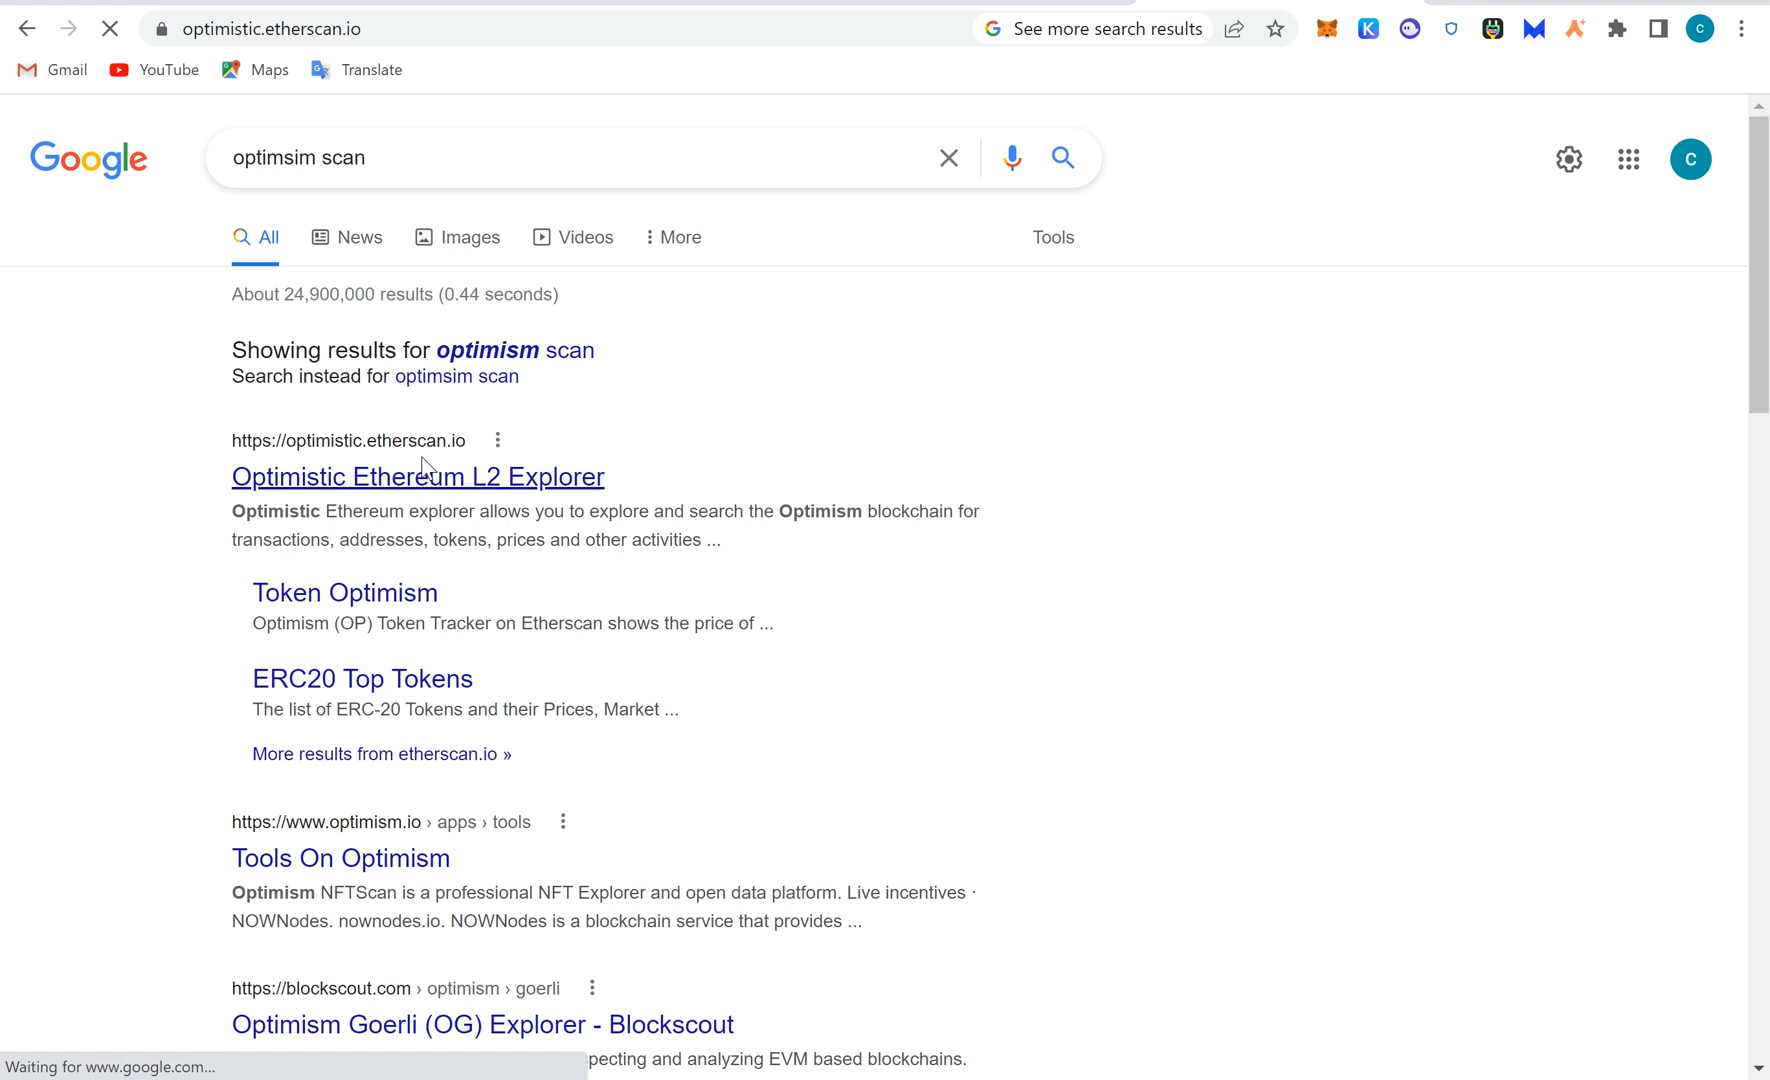 optimistic.etherscan.io
See more search results
C
Gmail
YouTube
Maps
Translate
Google
optimsim scan
C
All
News
Images
Videos
More
Tools
About 24,900,000 results (0.44 seconds)
Showing results for optimism scan
Search instead for optimsim scan
https://optimistic.etherscan.io
Optimistic Ethereum L2 Explorer
Optimistic Ethereum explorer allows you to explore and search the Optimism blockchain for
transactions, addresses, tokens, prices and other activities ...
Token Optimism
Optimism (OP) Token Tracker on Etherscan shows the price of ...
ERC20 Top Tokens
The list of ERC-20 Tokens and their Prices, Market ...
More results from etherscan.io »
https://www.optimism.io › apps › tools
Tools On Optimism
Optimism NFTScan is a professional NFT Explorer and open data platform. Live incentives ·
NOWNodes. nownodes.io. NOWNodes is a blockchain service that provides ...
https://blockscout.com › optimism › goerli
Optimism Goerli (OG) Explorer - Blockscout
pecting and analyzing EVM based blockchains.
Waiting for www.google.com...